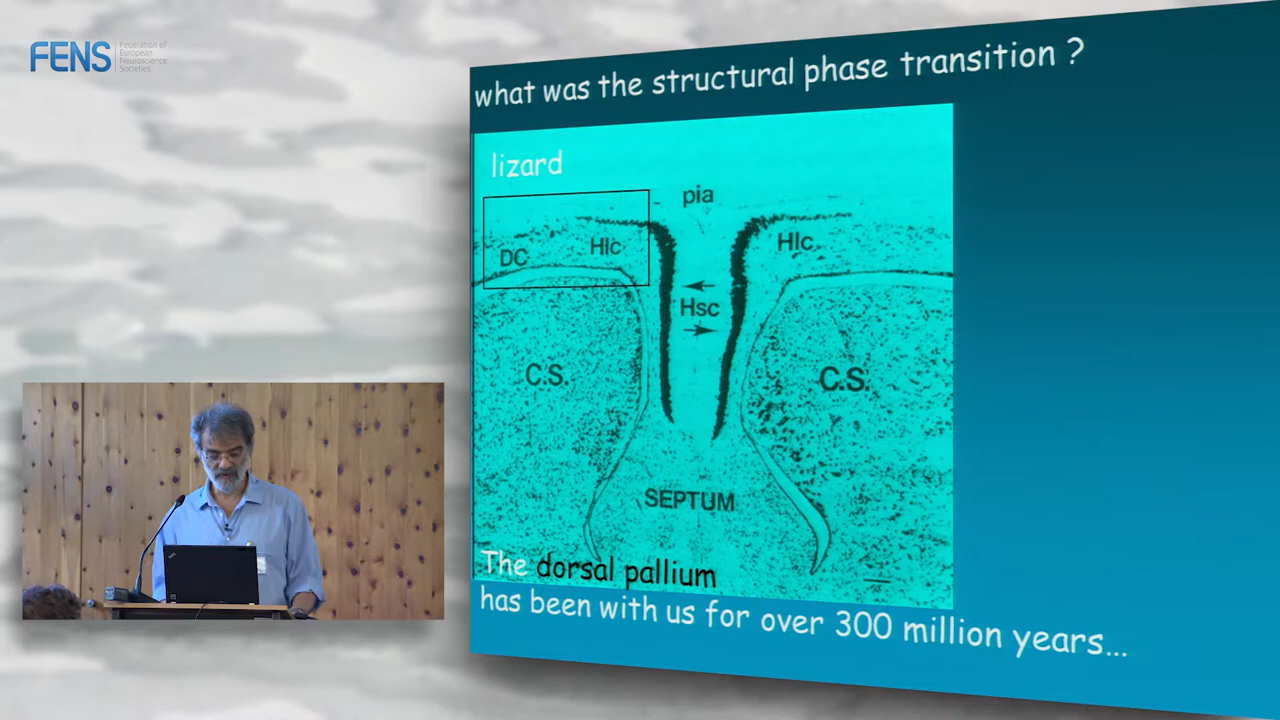 FENS
Federation of
European
Neuroscience
Societies
what was the structural phase transition ?
lizard
pia
DC
Hlc
Hlc
Hsc
C.S.
C.S.
SEPTUM
The dorsal pallium
has been with us for over 300 million years...